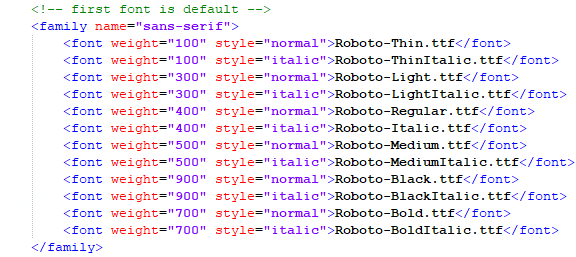 <!-- first font is default -->
<family name="sans-serif">
<font weight="100" style="normal">Roboto-Thin.ttf</font>
<font weight="100" style="italic">Roboto-ThinItalic.ttf</font>
<font weight="300" style="normal">Roboto-Light.ttf</font>
<font weight="300" style="italic">Roboto-LightItalic.ttf</font>
<font weight="400" style="normal">Roboto-Regular.ttf</font>
<font weight="400" style="italic">Roboto-Italic.ttf</font>
<font weight="500" style="normal">Roboto-Medium.ttf</font>
<font weight="500" style="italic">Roboto-MediumItalic.ttf</font>
<font weight="900" style="normal">Roboto-Black.ttf</font>
<font weight="900" style="italic">Roboto-BlackItalic.ttf</font>
<font weight="700" style="normal">Roboto-Bold.ttf</font>
<font weight="700" style="italic">Roboto-BoldItalic.ttf</font>
</family>